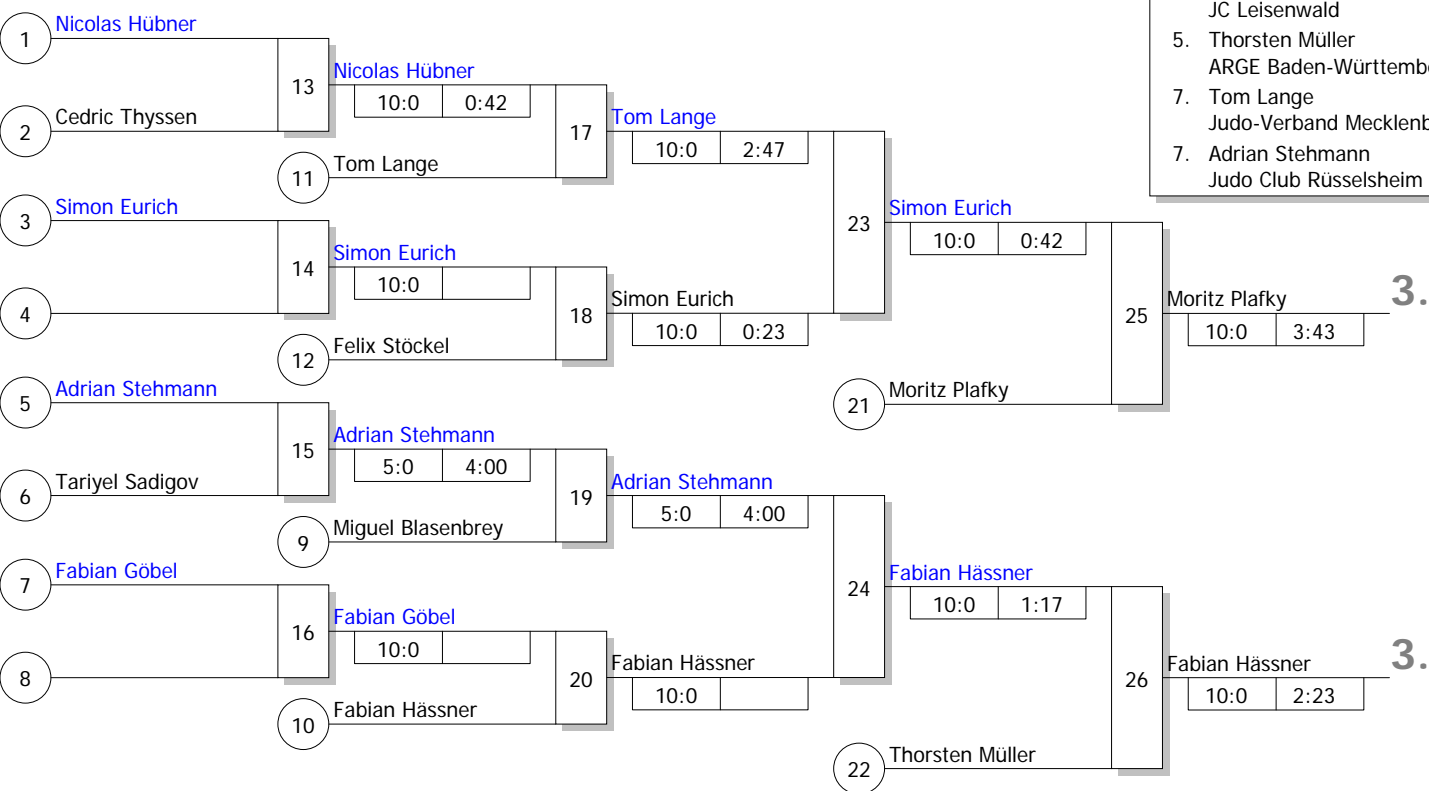 JC Leisenwald
5. Thorsten Müller
7. Tom Lange
7. Adrian Stehmann
Judo Club Rüsselsheim
1 Nicolas Hübner
13
Nicolas Hübner
10:0 0:42
2 Cedric Thyssen
17
Tom Lange
10:0 2:47
11 Tom Lange
3 Simon Eurich
23
Simon Eurich
10:0 0:42
14
Simon Eurich
10:0
4
18
Simon Eurich
10:0 0:23
12 Felix Stöckel
25
Moritz Plafky
10:0 3:43
3.
21 Moritz Plafky
5 Adrian Stehmann
15
Adrian Stehmann
5:0 4:00
6 Tariyel Sadigov
19
Adrian Stehmann
5:0 4:00
9 Miguel Blasenbrey
7 Fabian Göbel
24
Fabian Hässner
10:0 1:17
16
Fabian Göbel
10:0
8
20
Fabian Hässner
10:0
10 Fabian Hässner
26
Fabian Hässner
10:0 2:23
3.
22 Thorsten Müller